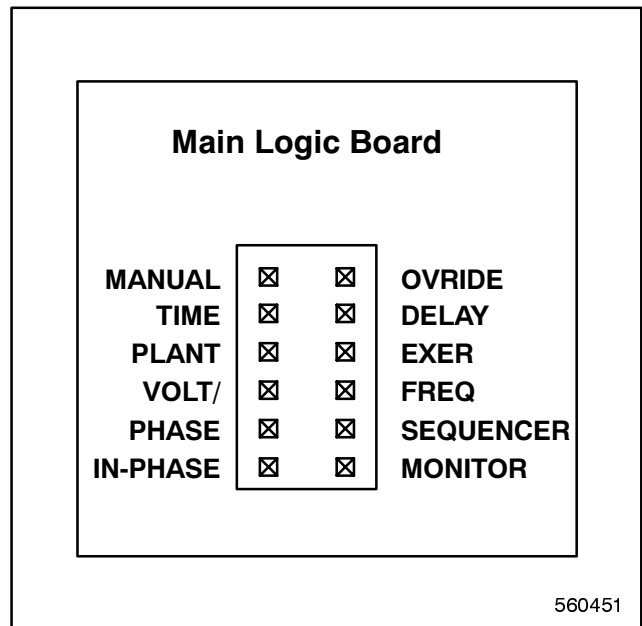 Main Logic Board
MANUAL OVRIDE
TIME DELAY
PLANT EXER
VOLT/ FREQ
PHASE SEQUENCER
IN-PHASE MONITOR
560451